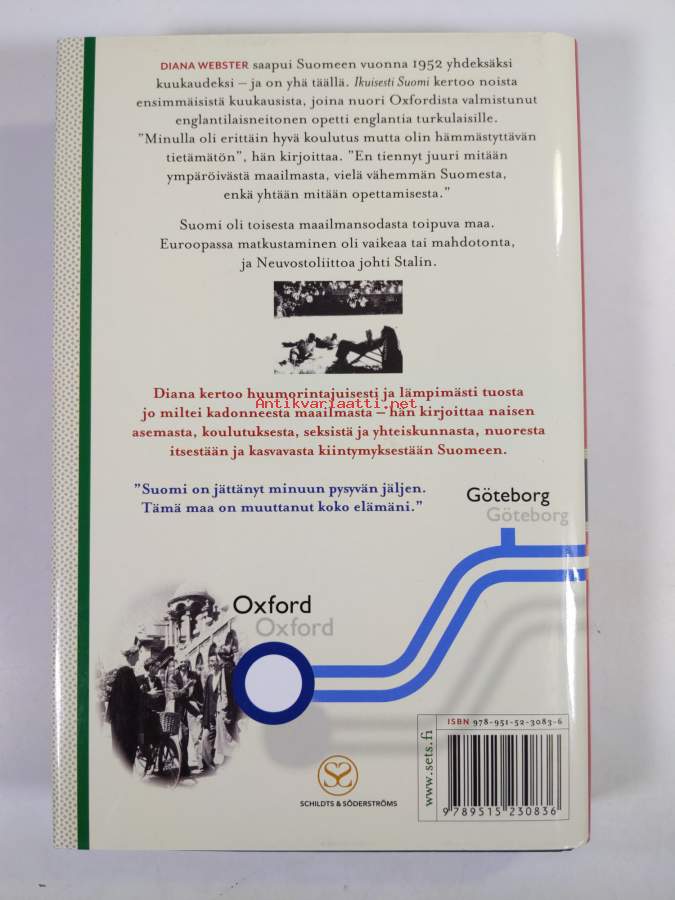 DIANA WEBSTER saapui Suomeen vuonna 1952 yhdeksäksi
kuukaudeksi – ja on yhä täällä. Ikuisesti Suomi kertoo noista
ensimmäisistä kuukausista, joina nuori Oxfordista valmistunut
englantilaisneitonen opetti englantia turkulaisille.
”Minulla oli erittäin hyvä koulutus mutta olin hämmästyttävän
tietämätön”, hän kirjoittaa. ”En tiennyt juuri mitään
ympäröivästä maailmasta, vielä vähemmän Suomesta,
enkä yhtään mitään opettamisesta.”
Suomi oli toisesta maailmansodasta toipuva maa.
Euroopassa matkustaminen oli vaikeaa tai mahdotonta,
ja Neuvostoliittoa johti Stalin.
Diana kertoo huumorintajuisesti ja lämpimästi tuosta
Antikvariaatti.net
jo miltei kadonneesta maailmasta – hän kirjoittaa naisen
asemasta, koulutuksesta, seksistä ja yhteiskunnasta, nuoresta
itsestään ja kasvavasta kiintymyksestään Suomeen.
”Suomi on jättänyt minuun pysyvän jäljen.
Tämä maa on muuttanut koko elämäni.”
Göteborg
Göteborg
Oxford
Oxford
www.sets.fi
ISBN 978-951-52-3083-6
9789515230836
SCHILDTS & SÖDERSTRÖMS